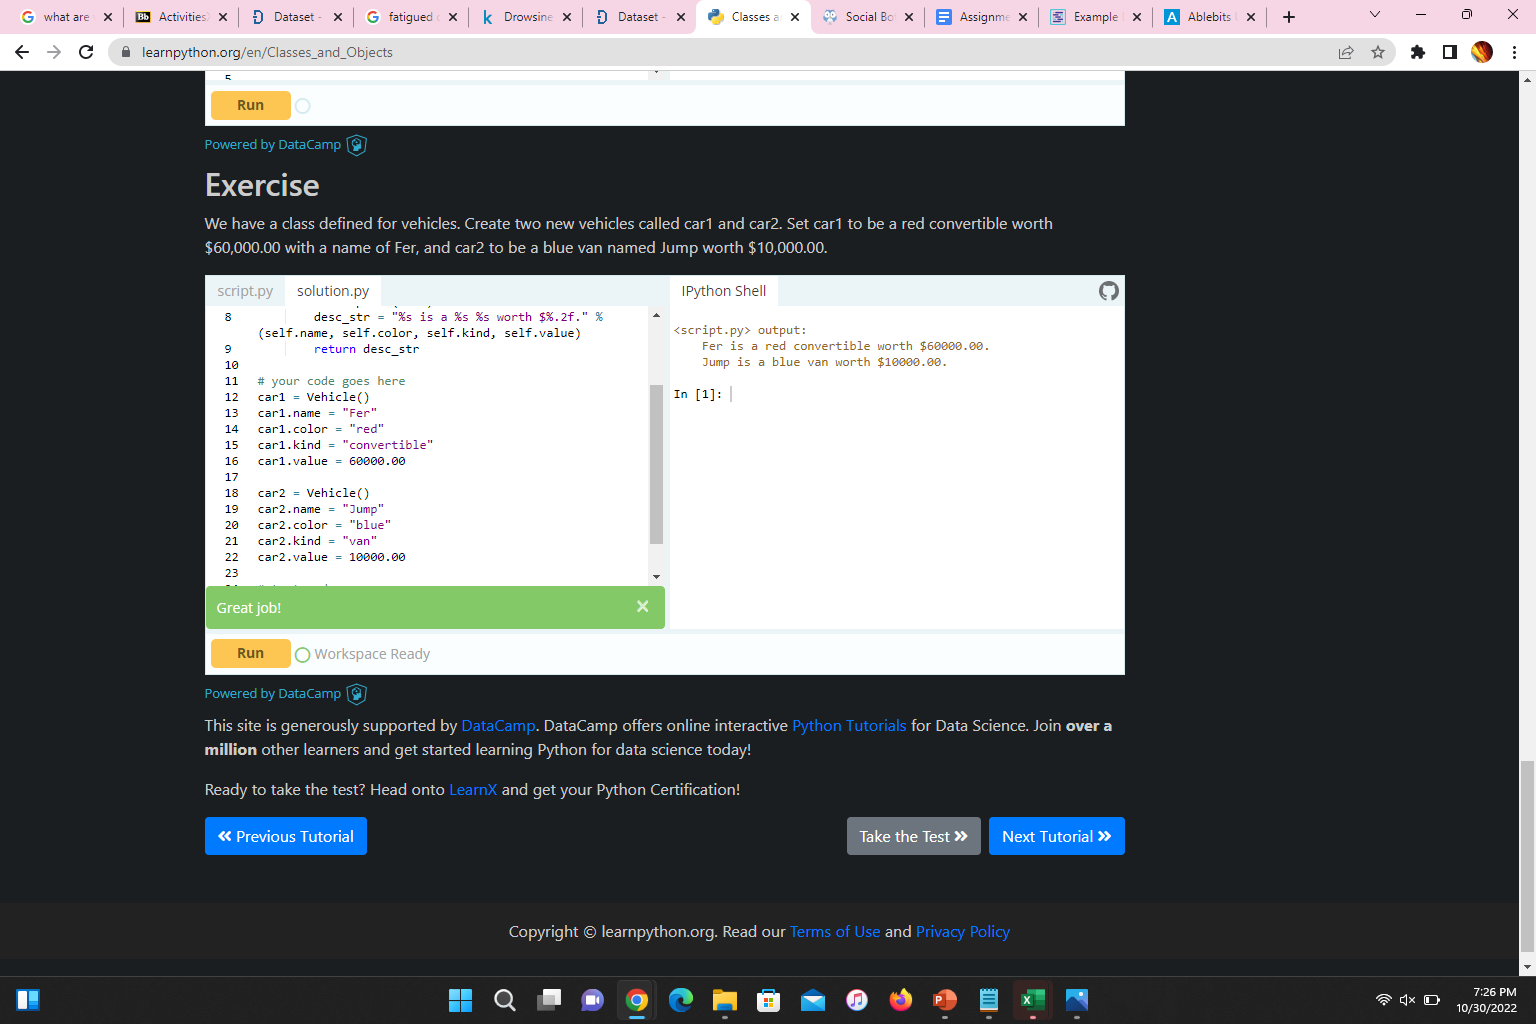 what are
Activities
Dataset -
fatigued
Drowsine
Dataset -
Classes a
Social Bo
Assignme
Example
Ablebits
learnpython.org/en/Classes_and_Objects
Run
Powered by DataCamp
Exercise
We have a class defined for vehicles. Create two new vehicles called car1 and car2. Set car1 to be a red convertible worth
$60,000.00 with a name of Fer, and car2 to be a blue van named Jump worth $10,000.00.
script.py solution.py
8 desc_str = "%s is a %s %s worth $%.2f." %
(self.name, self.color, self.kind, self.value)
9 return desc_str
10
11 # your code goes here
12 car1 = Vehicle()
13 car1.name = "Fer"
14 car1.color = "red"
15 car1.kind = "convertible"
16 car1.value = 60000.00
17
18 car2 = Vehicle()
19 car2.name = "Jump"
20 car2.color = "blue"
21 car2.kind = "van"
22 car2.value = 10000.00
23
Great job!
IPython Shell
<script.py> output:
Fer is a red convertible worth $60000.00.
Jump is a blue van worth $10000.00.
In [1]:
Run Workspace Ready
Powered by DataCamp
This site is generously supported by DataCamp. DataCamp offers online interactive Python Tutorials for Data Science. Join over a
million other learners and get started learning Python for data science today!
Ready to take the test? Head onto LearnX and get your Python Certification!
Previous Tutorial
Take the Test
Next Tutorial
Copyright © learnpython.org. Read our Terms of Use and Privacy Policy
7:26 PM
10/30/2022